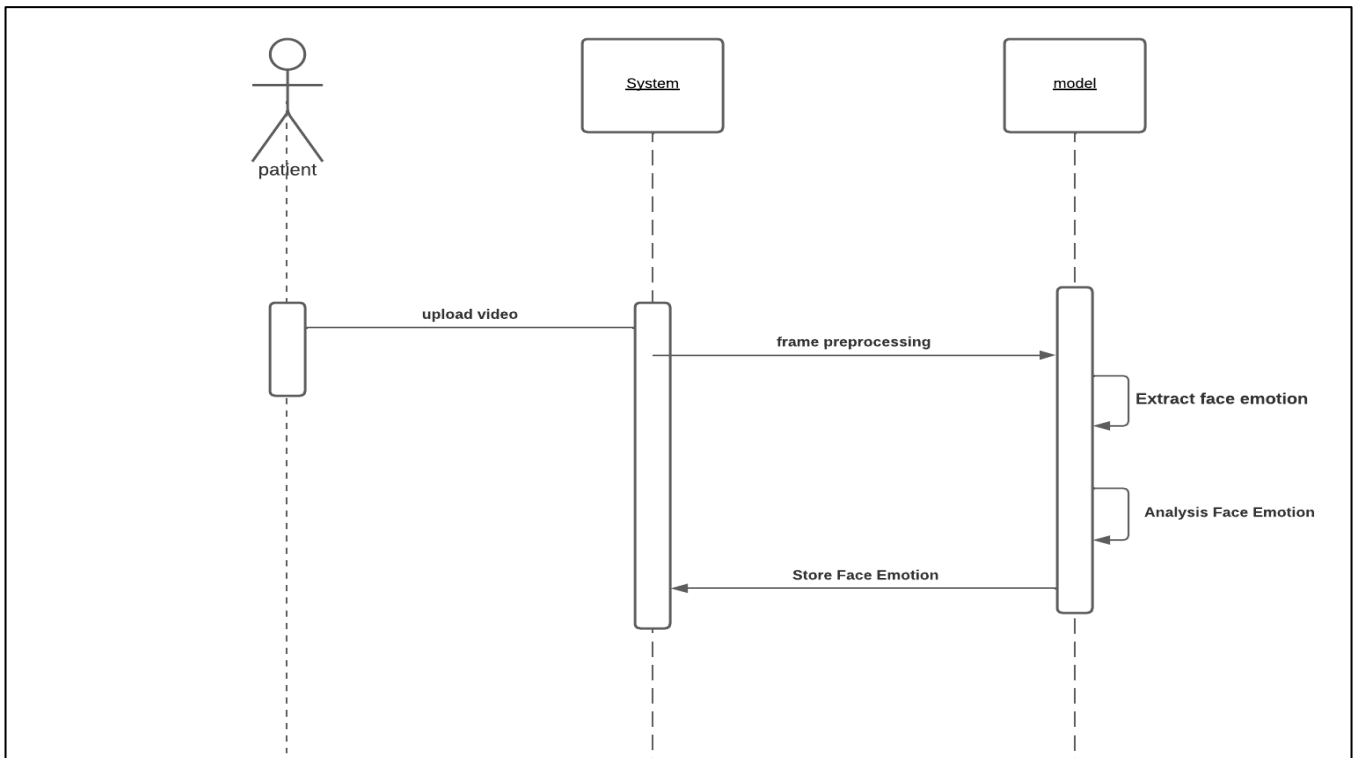 System
model
patient
upload video
frame preprocessing
Extract face emotion
Analysis Face Emotion
Store Face Emotion